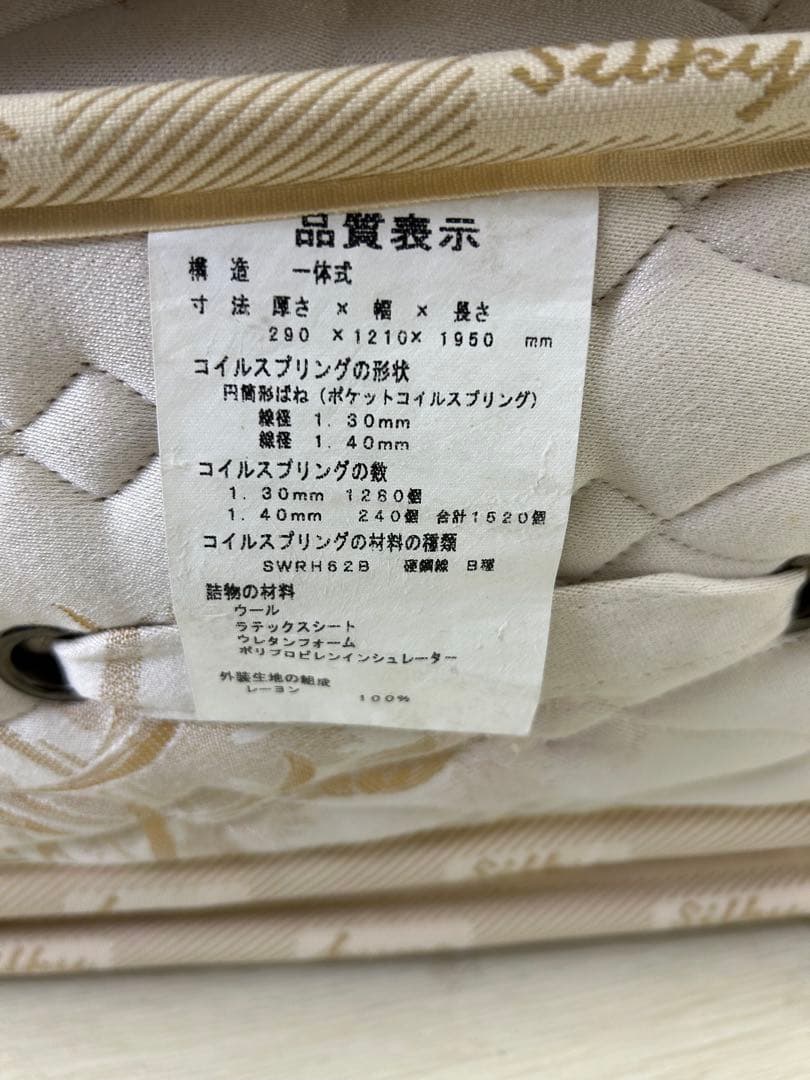 Silky
品質表示
構造 一体式
寸法 厚さ × 幅 × 長さ
290 ×1210× 1950 mm
コイルスプリングの形状
円筒形ばね(ポケットコイルスプリング)
線径 1.30mm
線径 1.40mm
コイルスプリングの数
1.30mm 1280個
1.40mm 240個 合計1520個
コイルスプリングの材料の種類
SWRH62B 硬鋼線 B種
詰物の材料
ウール
ラテックスシート
ウレタンフォーム
ポリプロピレンインシュレーター
外装生地の組成
レーヨン 100%
Silky
Silky